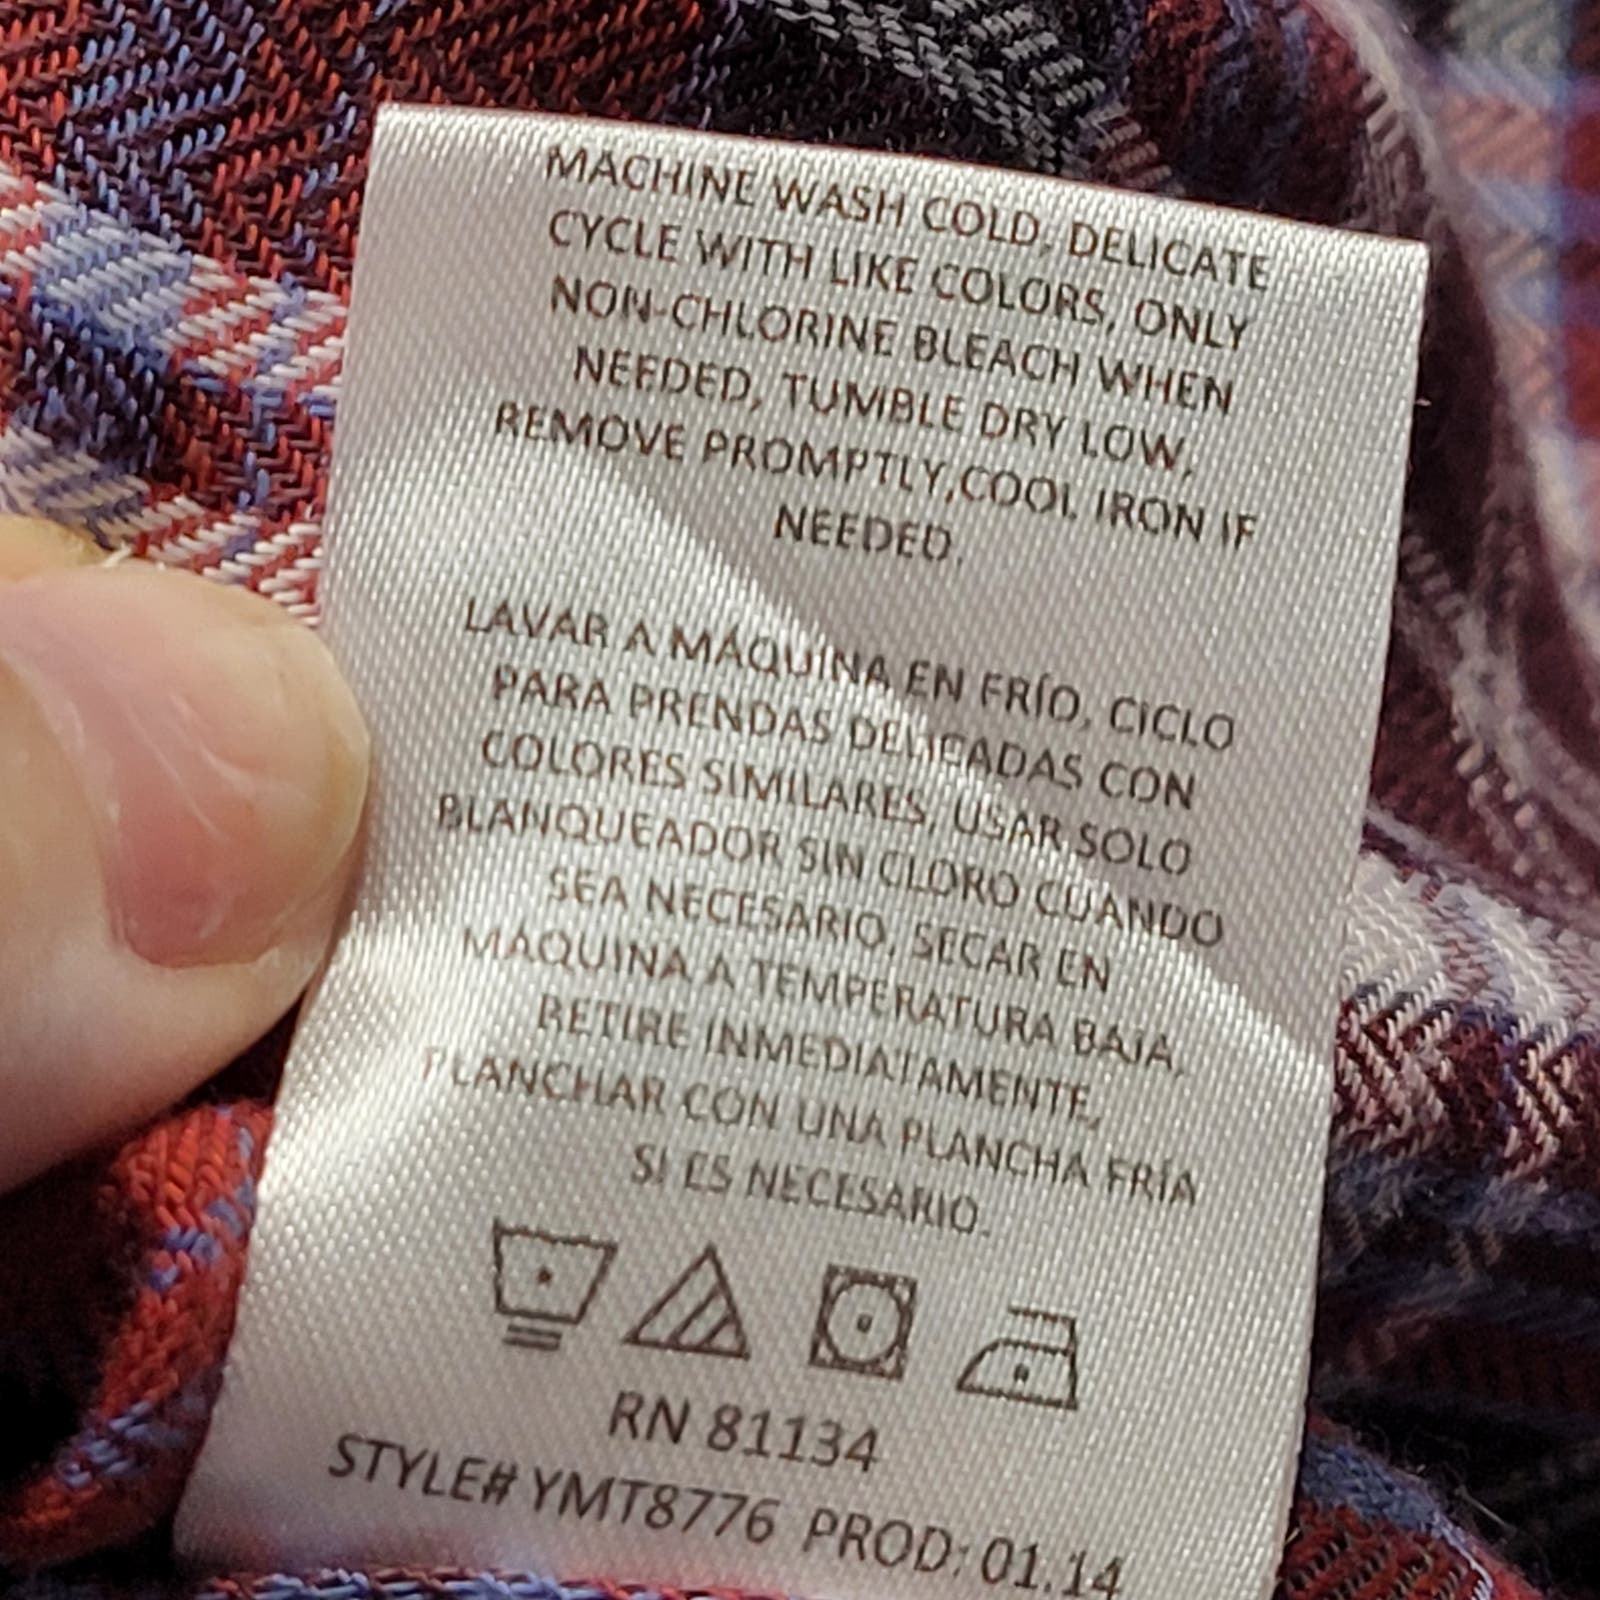 MACHINE WASH COLD, DELICATE
CYCLE WITH LIKE COLORS, ONLY
NON-CHLORINE BLEACH WHEN
NEEDED, TUMBLE DRY LOW,
REMOVE PROMPTLY,COOL IRON IF
NEEDED.
LAVAR A MÁQUINA EN FRÍO, CICLO
PARA PRENDAS DELICADAS CON
COLORES SIMILARES, USAR SOLO
BLANQUEADOR SIN CLORO CUANDO
SEA NECESARIO, SECAR EN
MÁQUINA A TEMPERATURA BAJA,
RETIRE INMEDIATAMENTE,
PLANCHAR CON UNA PLANCHA FRÍA
SI ES NECESARIO.
RN 81134
STYLE# YMT8776 PROD: 01.14